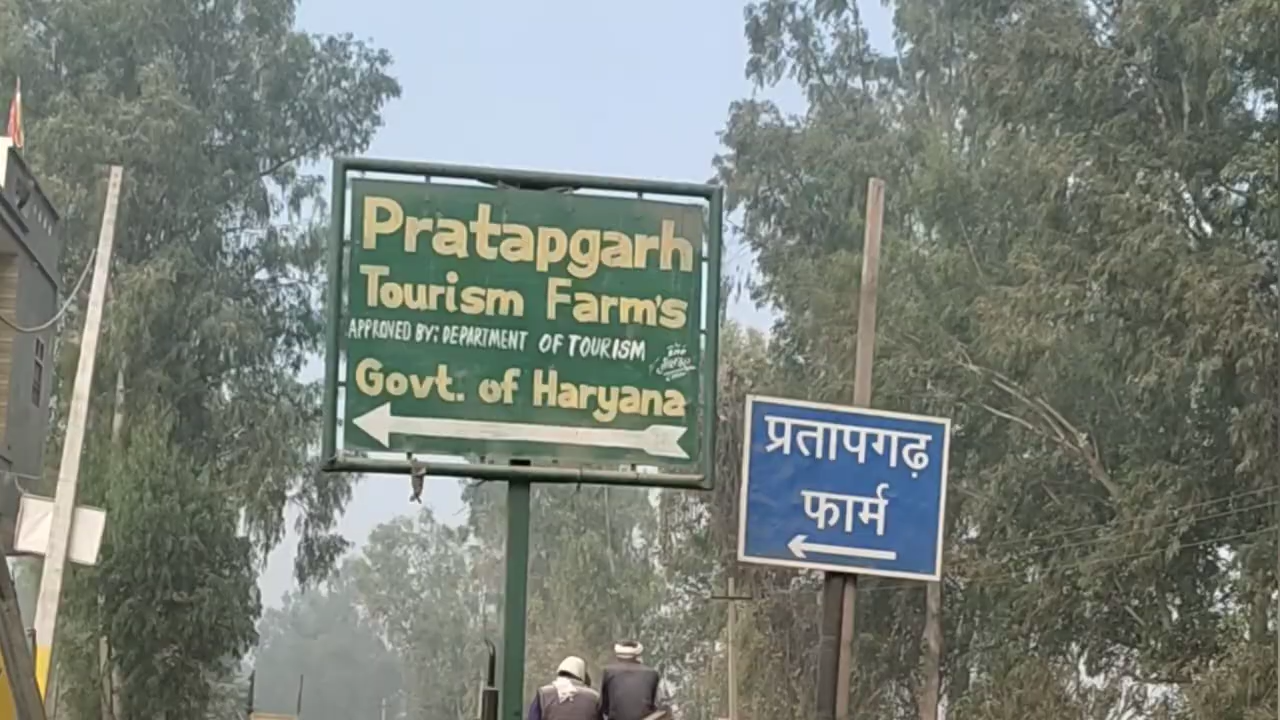 Pratapgarh
Tourism Farm's
APPROVED BY: DEPARTMENT OF TOURISM
Govt. of Haryana
प्रतापगढ़
फार्म